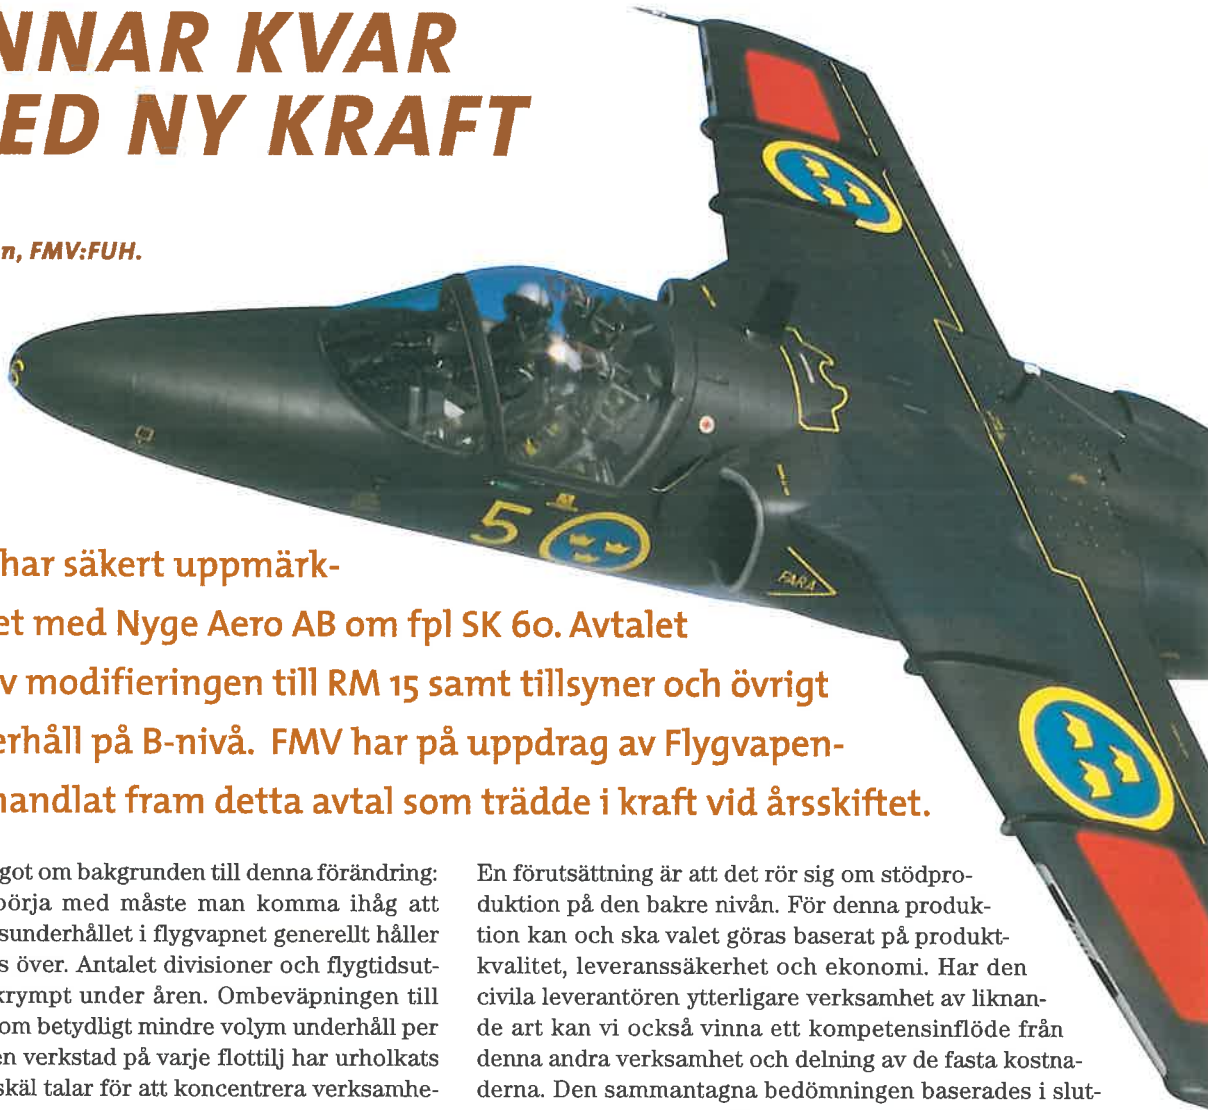 NNAR KVAR
ED NY KRAFT
n, FMV:FUH.
5
FARA
har säkert uppmärk-
et med Nyge Aero AB om fpl SK 60. Avtalet
v modifieringen till RM 15 samt tillsyner och övrigt
erhåll på B-nivå. FMV har på uppdrag av Flygvapen-
handlat fram detta avtal som trädde i kraft vid årsskiftet.
got om bakgrunden till denna förändring:
börja med måste man komma ihåg att
sunderhållet i flygvapnet generellt håller
s över. Antalet divisioner och flygtidsut-
krympt under åren. Ombeväpningen till
om betydligt mindre volym underhåll per
en verkstad på varje flottilj har urholkats
skäl talar för att koncentrera verksamhe-
En förutsättning är att det rör sig om stödpro-
duktion på den bakre nivån. För denna produk-
tion kan och ska valet göras baserat på produkt-
kvalitet, leveranssäkerhet och ekonomi. Har den
civila leverantören ytterligare verksamhet av liknan-
de art kan vi också vinna ett kompetensinflöde från
denna andra verksamhet och delning av de fasta kostna-
derna. Den sammantagna bedömningen baserades i slut-